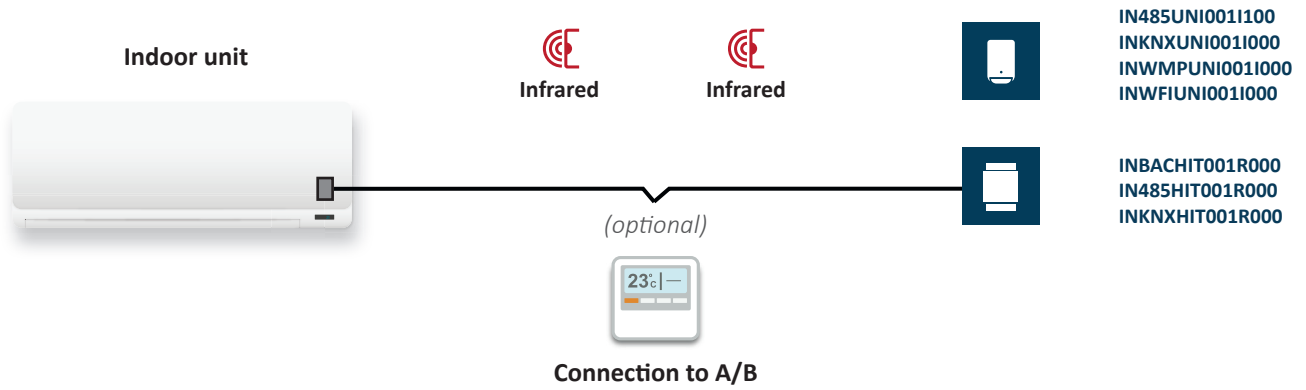 Indoor unit
Infrared
Infrared
IN485UNI001I100
INKNXUNI001I000
INWMPUNI001I000
INWFIUNI001I000
INBACHIT001R000
IN485HIT001R000
INKNXHIT001R000
(optional)
23°c
Connection to A/B